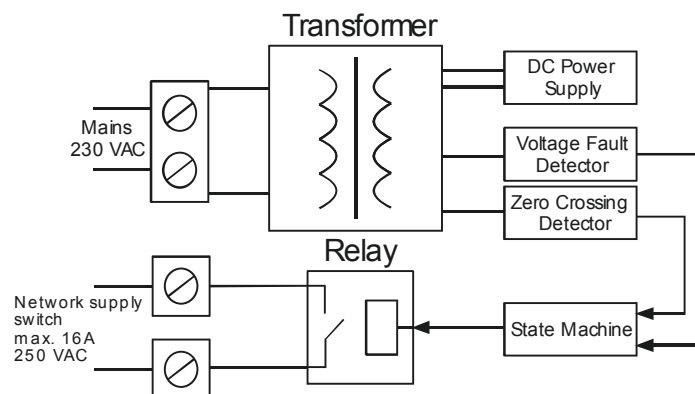 Transformer
DC Power
Supply
Mains
230 VAC
Voltage Fault
Detector
Zero Crossing
Detector
Relay
Network supply
switch
max. 16A
250 VAC
State Machine